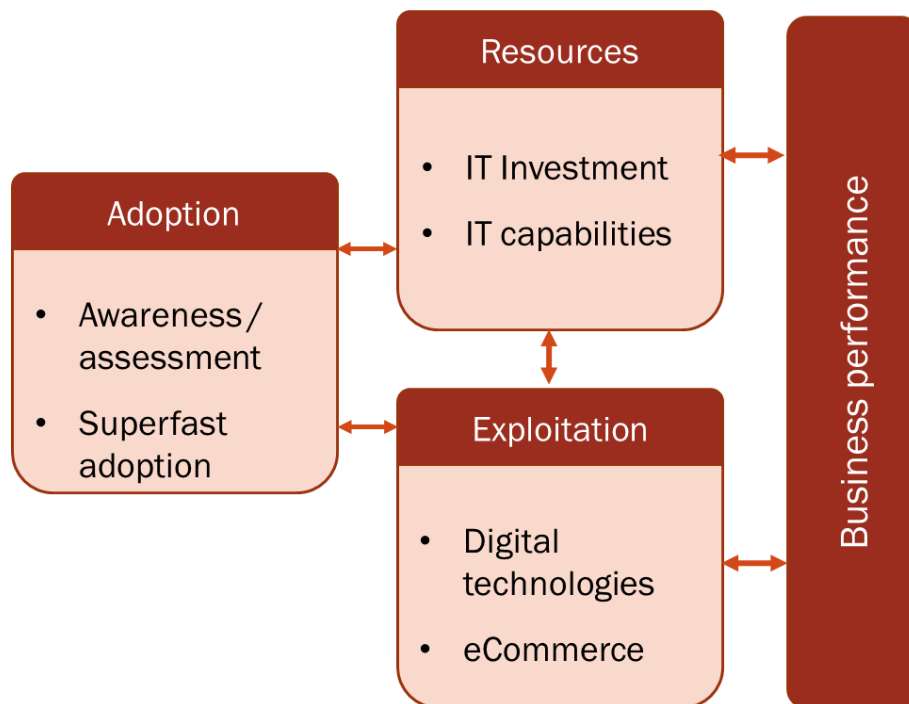 Resources
• IT Investment
• IT capabilities
Adoption
• Awareness/
assessment
• Superfast
adoption
Exploitation
• Digital
technologies
• eCommerce
Business performance